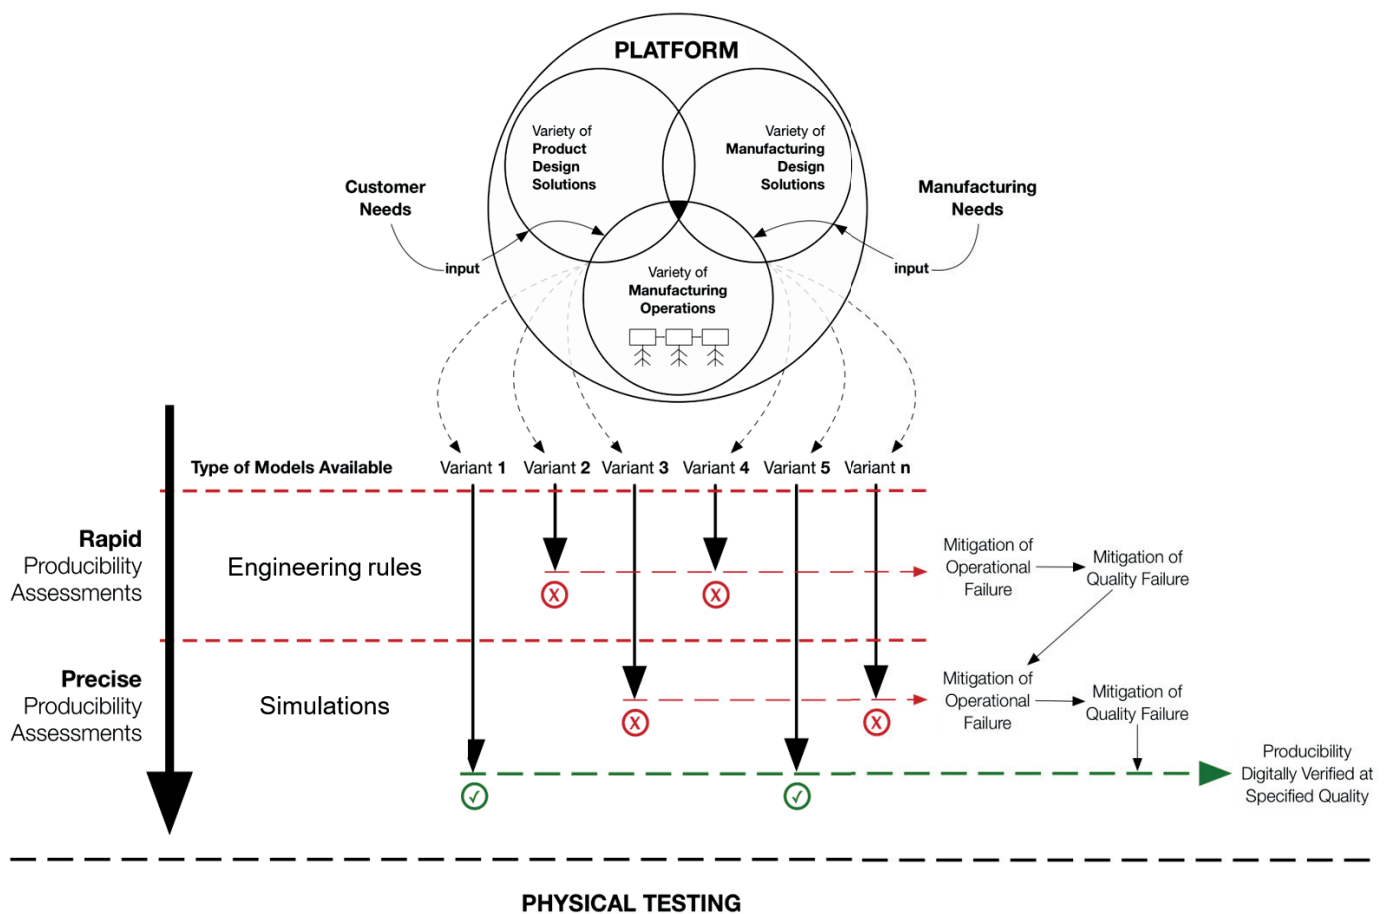 PLATFORM
Variety of
Product
Design
Solutions
Variety of
Manufacturing
Design
Solutions
Customer
Needs
Manufacturing
Needs
input
input
Variety of
Manufacturing
Operations
Type of Models Available
Variant 1
Variant 2
Variant 3
Variant 4
Variant 5
Variant n
Rapid
Producibility
Assessments
Engineering rules
X
X
Mitigation of
Operational
Failure
Mitigation of
Quality Failure
Precise
Producibility
Assessments
Simulations
X
X
Mitigation of
Operational
Failure
Mitigation of
Quality Failure
Producibility
Digitally Verified at
Specified Quality
PHYSICAL TESTING